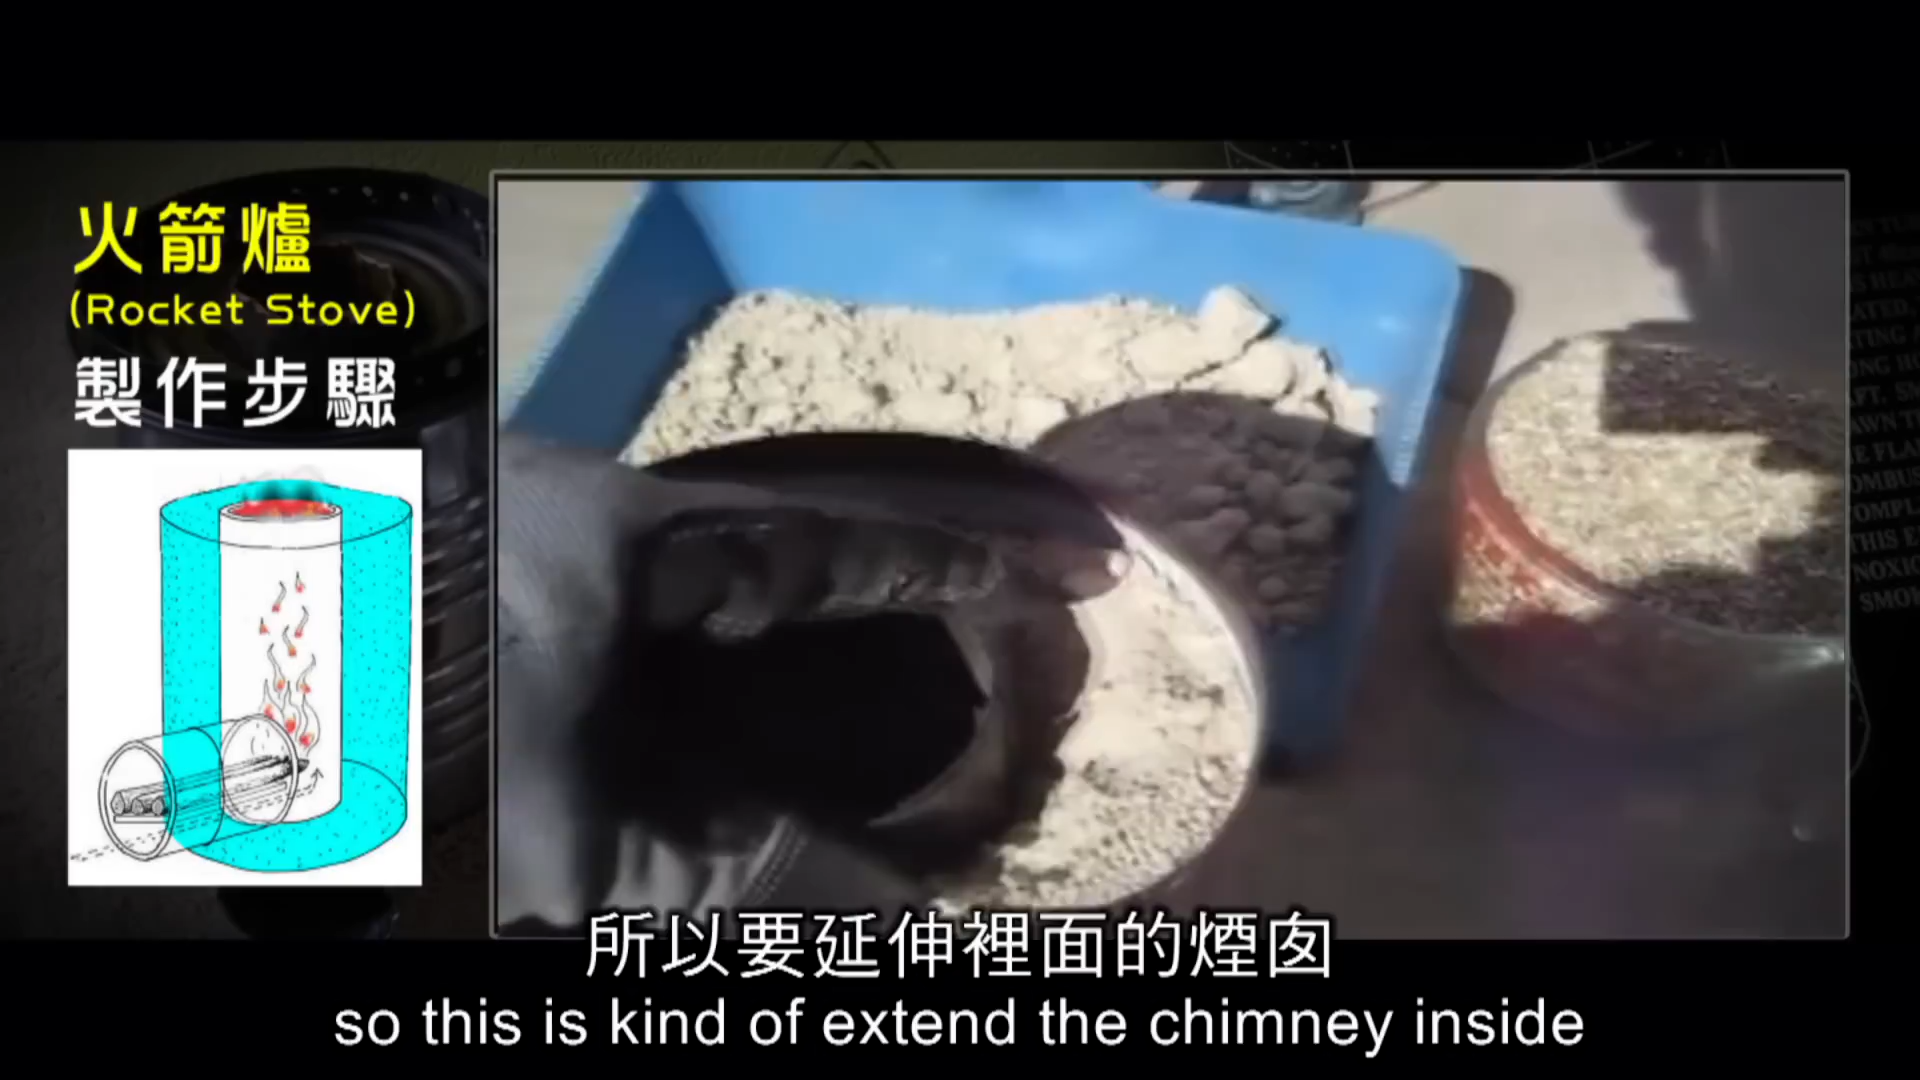 火箭爐
(Rocket Stove)
製作步驟
所以要延伸裡面的煙囪
so this is kind of extend the chimney inside